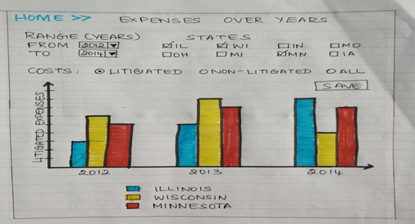 HOME >> EXPENSES OVER YEARS
RANGE (YEARS) STATES
FROM 2012 IL WI IN MO
TO 2014 OH MI MN IA
COSTS: LITIGATED NON-LITIGATED ALL
SAVE
LITIGATED EXPENSES
2012 2013 2014
ILLINOIS
WISCONSIN
MINNESOTA